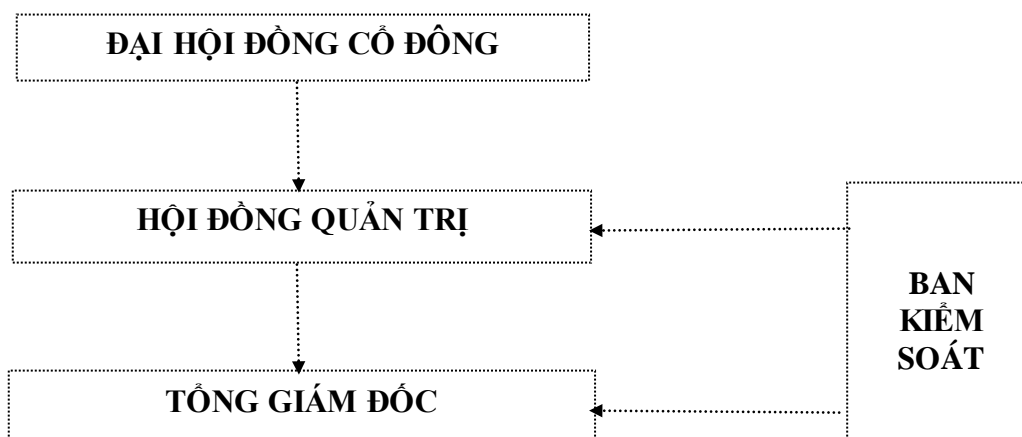 ĐẠI HỘI ĐỒNG CỔ ĐÔNG
HỘI ĐỒNG QUẢN TRỊ
BAN
KIỂM
SOÁT
TỔNG GIÁM ĐỐC